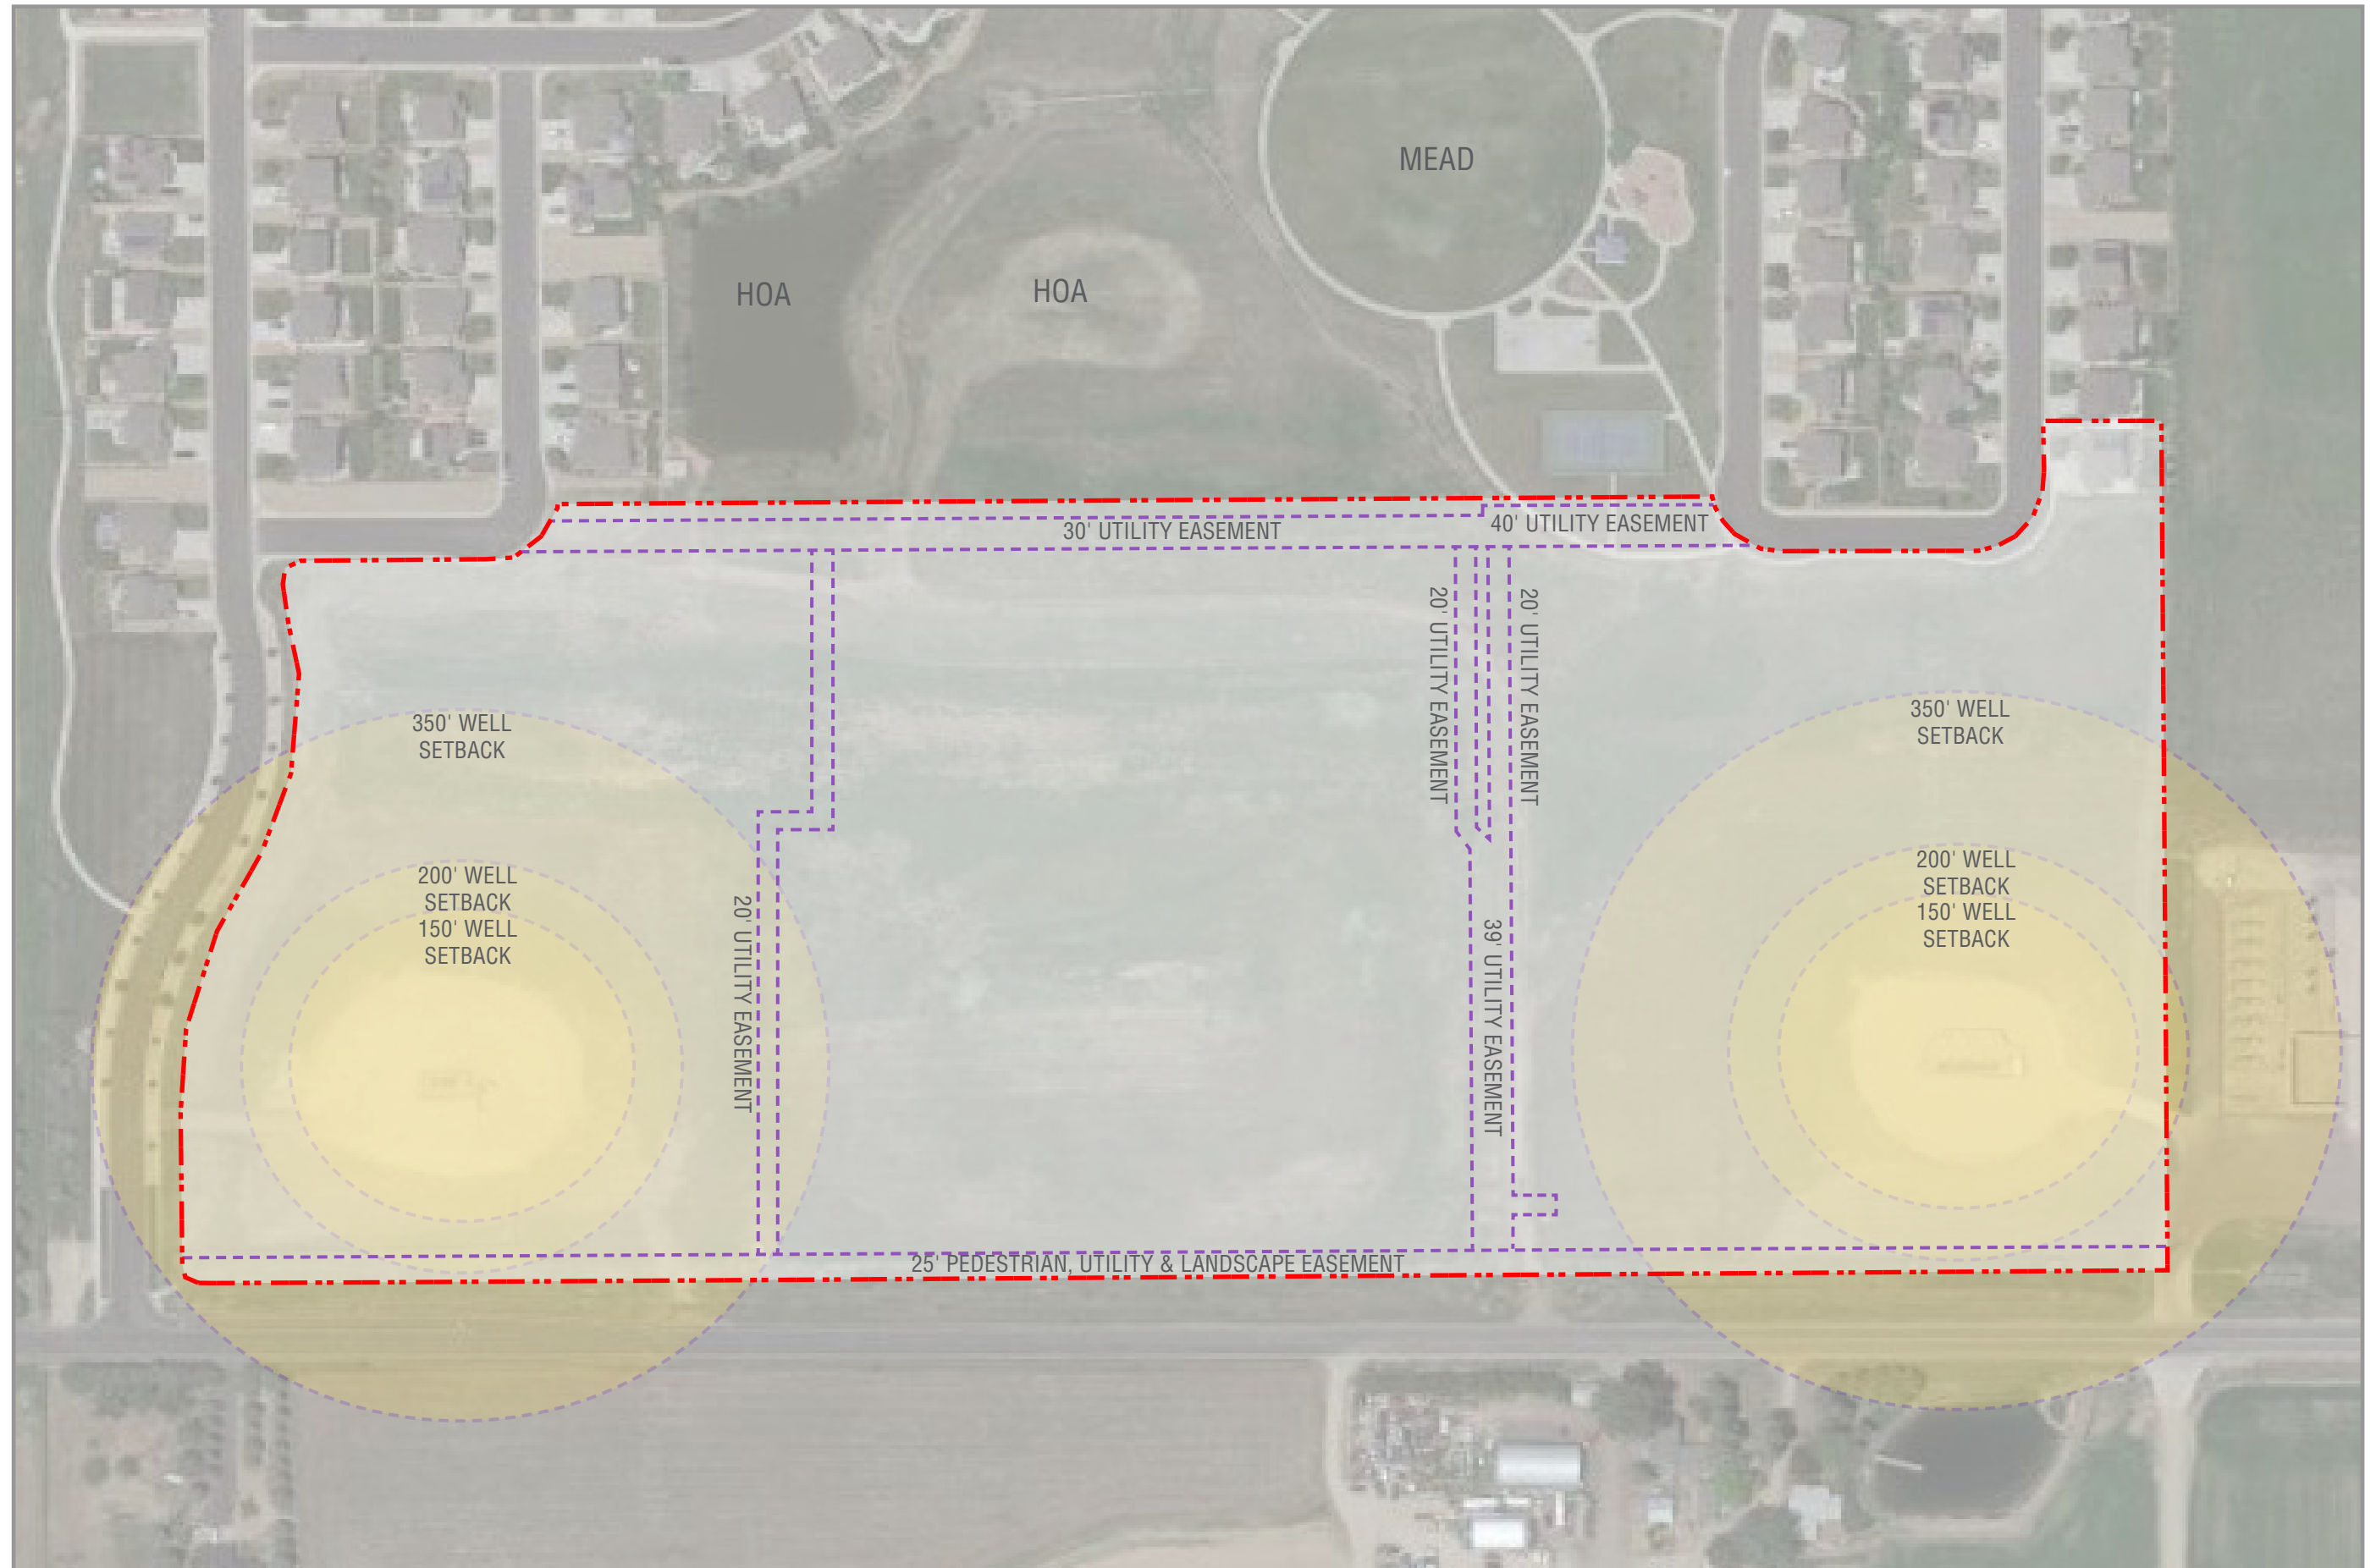 MEAD
HOA
HOA
30' UTILITY EASEMENT
40' UTILITY EASEMENT
20' UTILITY EASEMENT
20' UTILITY EASEMENT
350' WELL
SETBACK
350' WELL
SETBACK
200' WELL
SETBACK
150' WELL
SETBACK
200' WELL
SETBACK
150' WELL
SETBACK
20' UTILITY EASEMENT
39' UTILITY EASEMENT
25' PEDESTRIAN, UTILITY & LANDSCAPE EASEMENT